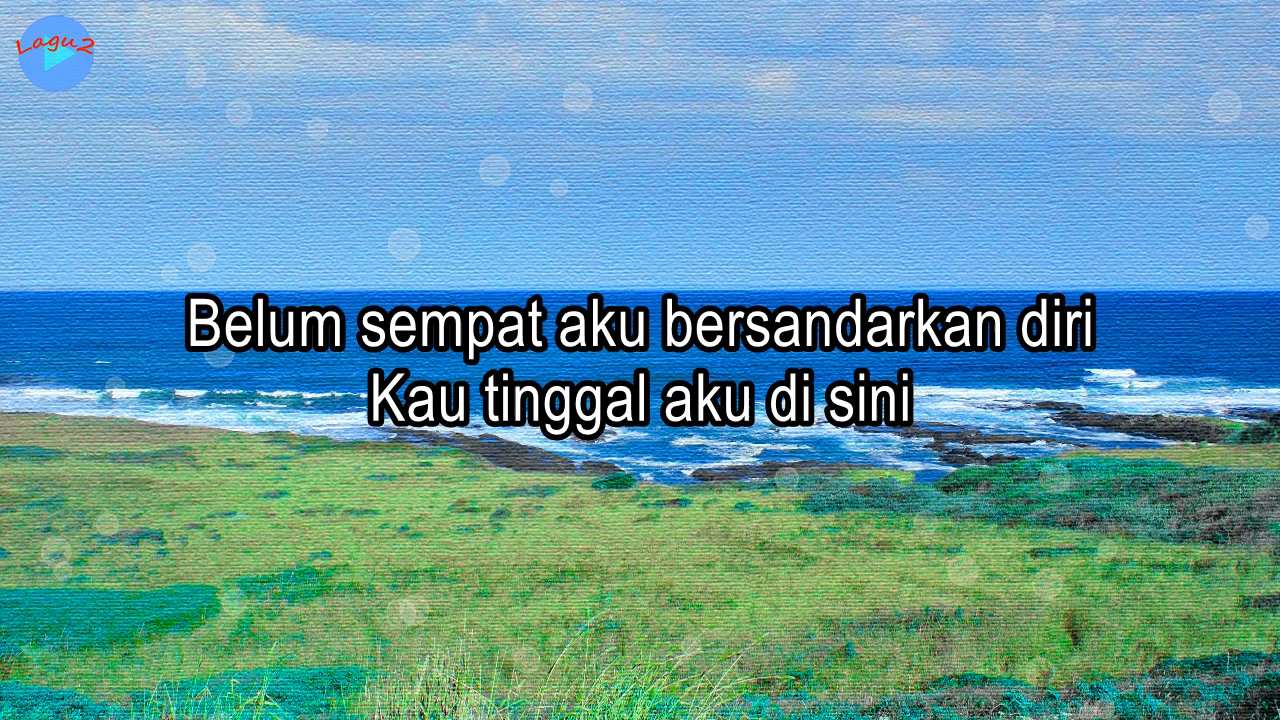 Lagu2
Belum sempat aku bersandarkan diri
Kau tinggal aku di sini